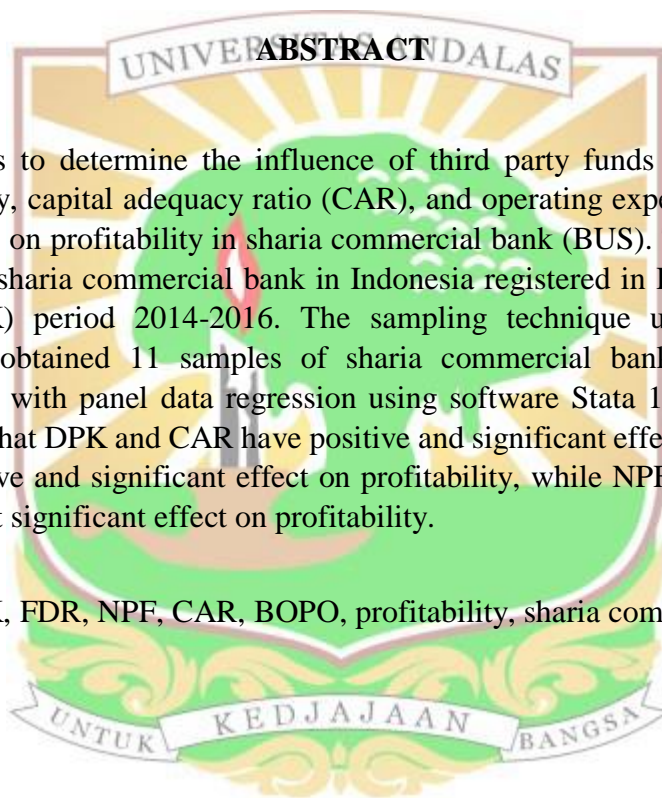 UNIVERSITAS ANDALAS
ABSTRACT
s to determine the influence of third party funds
y, capital adequacy ratio (CAR), and operating expe
on profitability in sharia commercial bank (BUS).
sharia commercial bank in Indonesia registered in
K) period 2014-2016. The sampling technique u
obtained 11 samples of sharia commercial bank
with panel data regression using software Stata 1
hat DPK and CAR have positive and significant effe
ve and significant effect on profitability, while NPF
t significant effect on profitability.
K, FDR, NPF, CAR, BOPO, profitability, sharia com
UNTUK KEDJAJAAN BANGSA